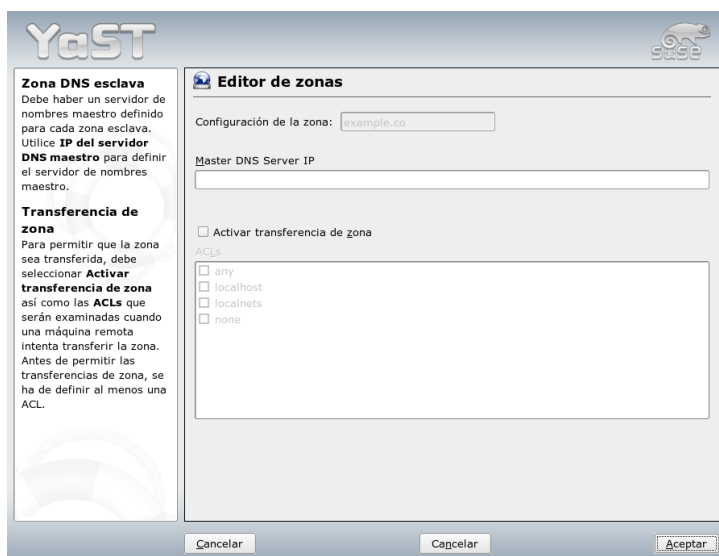 YaST
SUSE
Zona DNS esclava
Debe haber un servidor de
nombres maestro definido
para cada zona esclava.
Utilice IP del servidor
DNS maestro para definir
el servidor de nombres
maestro.
Transferencia de
zona
Para permitir que la zona
sea transferida, debe
seleccionar Activar
transferencia de zona
así como las ACLs que
serán examinadas cuando
una máquina remota
intenta transferir la zona.
Antes de permitir las
transferencias de zona, se
ha de definir al menos una
ACL.
Editor de zonas
Configuración de la zona: example.co
Master DNS Server IP
Activar transferencia de zona
ACLs
any
localhost
localnets
none
Cancelar Cancelar Aceptar